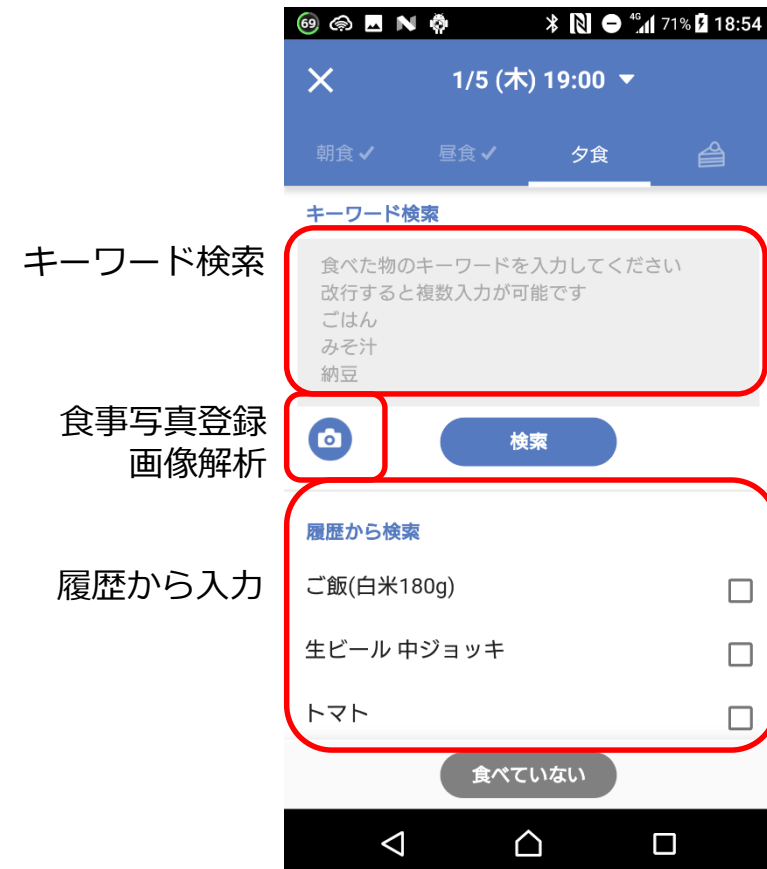 69 4G 71% 18:54
1/5 (木) 19:00
朝食 昼食 夕食
キーワード検索
キーワード検索
食べた物のキーワードを入力してください
改行すると複数入力が可能です
ごはん
みそ汁
納豆
食事写真登録
画像解析
検索
履歴から検索
履歴から入力
ご飯(白米180g)
生ビール 中ジョッキ
トマト
食べていない